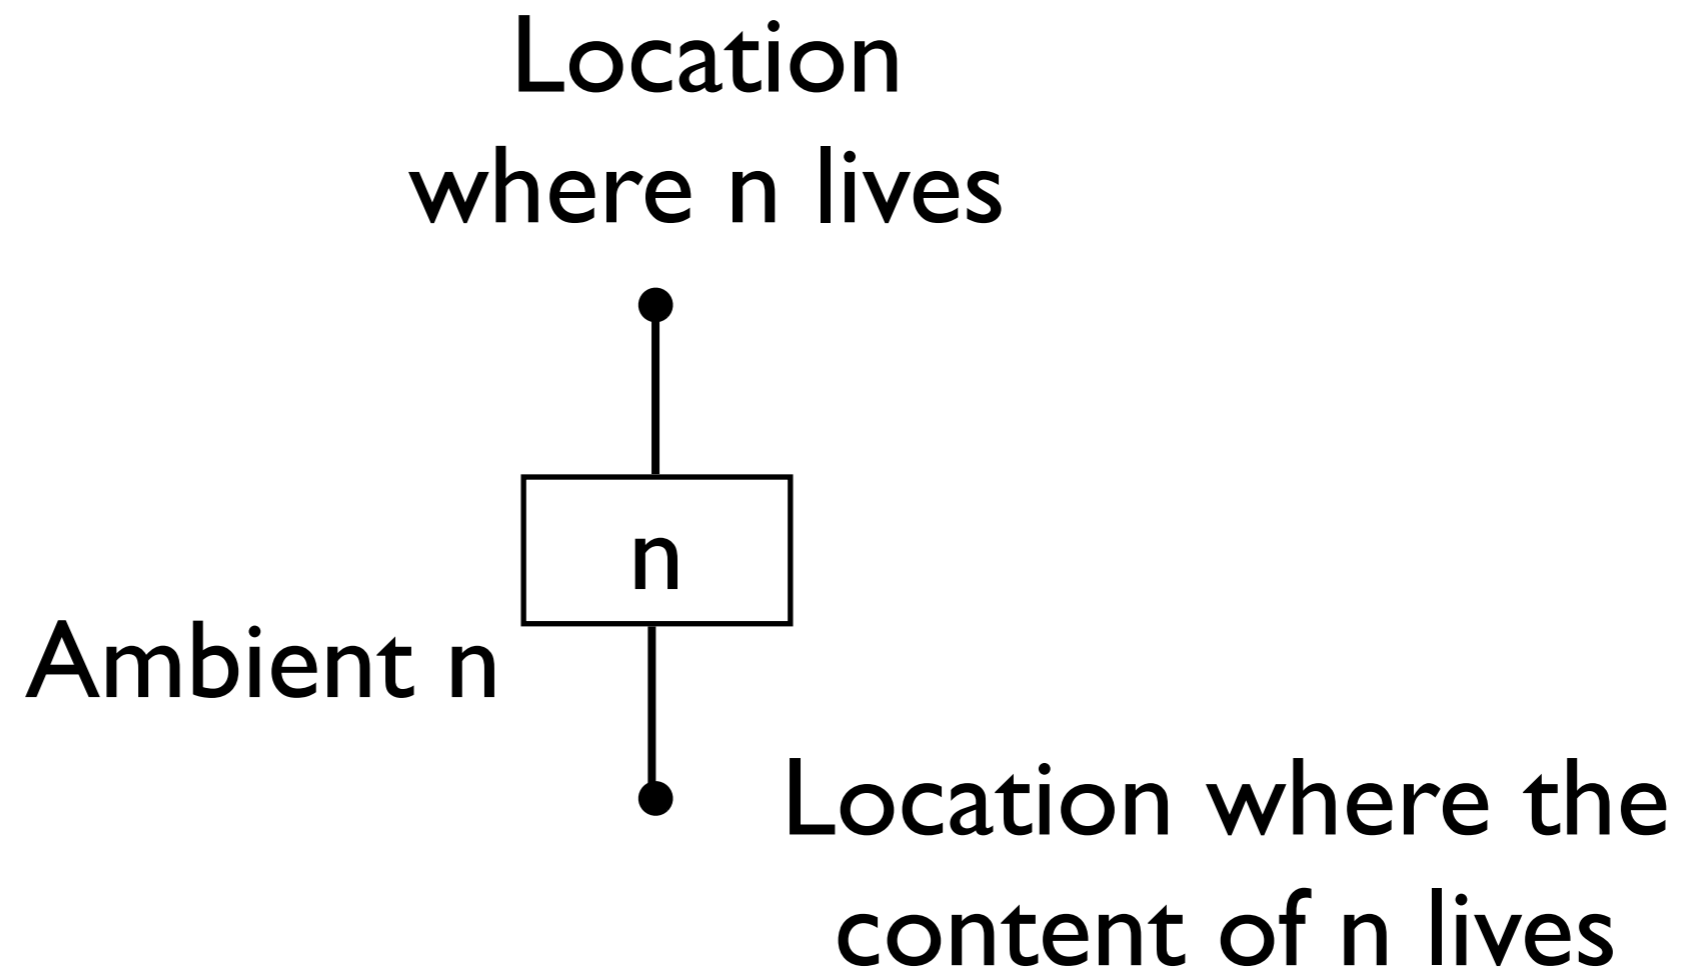 Location
where n lives
n
Ambient n
Location where the
content of n lives